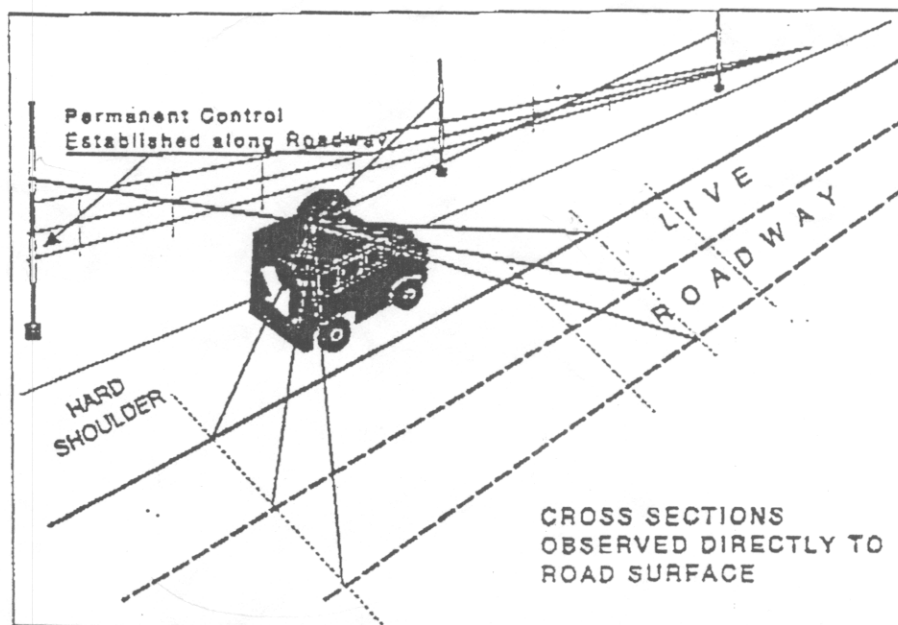 Permanent Control
Established along Roadway
LIVE
ROADWAY
HARD
SHOULDER
CROSS SECTIONS
OBSERVED DIRECTLY TO
ROAD SURFACE